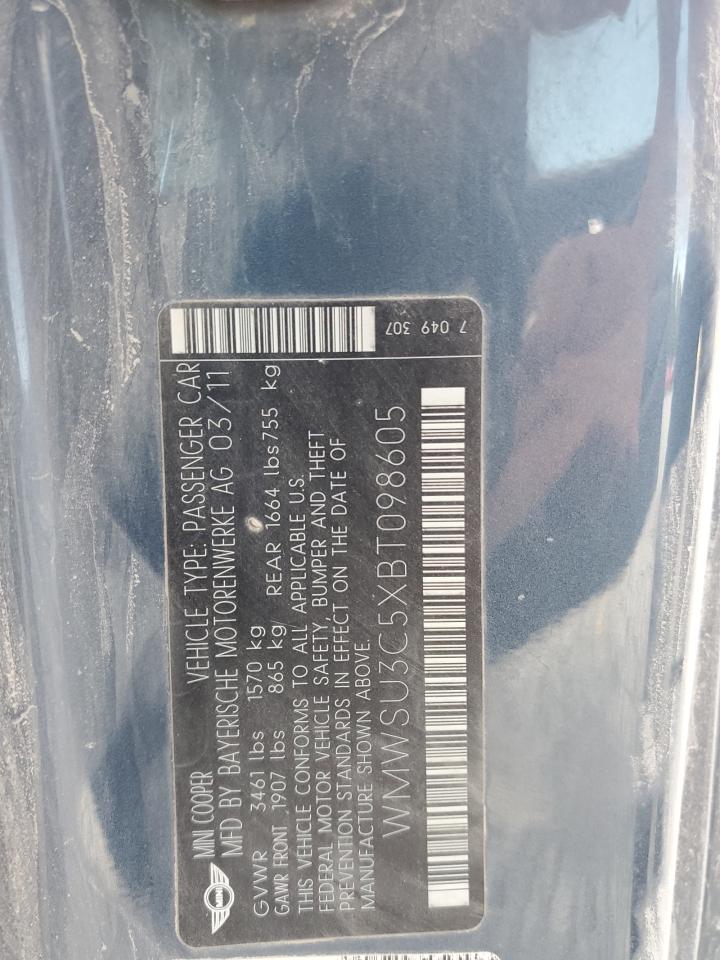 MINI COOPER VEHICLE TYPE: PASSENGER CAR
MINI MFD BY BAYERISCHE MOTORENWERKE AG 03/11
GVWR 3461 lbs 1570 kg
GAWR FRONT 1907 lbs 865 kg REAR 1664 lbs 755 kg
THIS VEHICLE CONFORMS TO ALL APPLICABLE U.S.
FEDERAL MOTOR VEHICLE SAFETY, BUMPER AND THEFT
PREVENTION STANDARDS IN EFFECT ON THE DATE OF
MANUFACTURE SHOWN ABOVE.
WMWSU3C5XBT098605
7 049 307